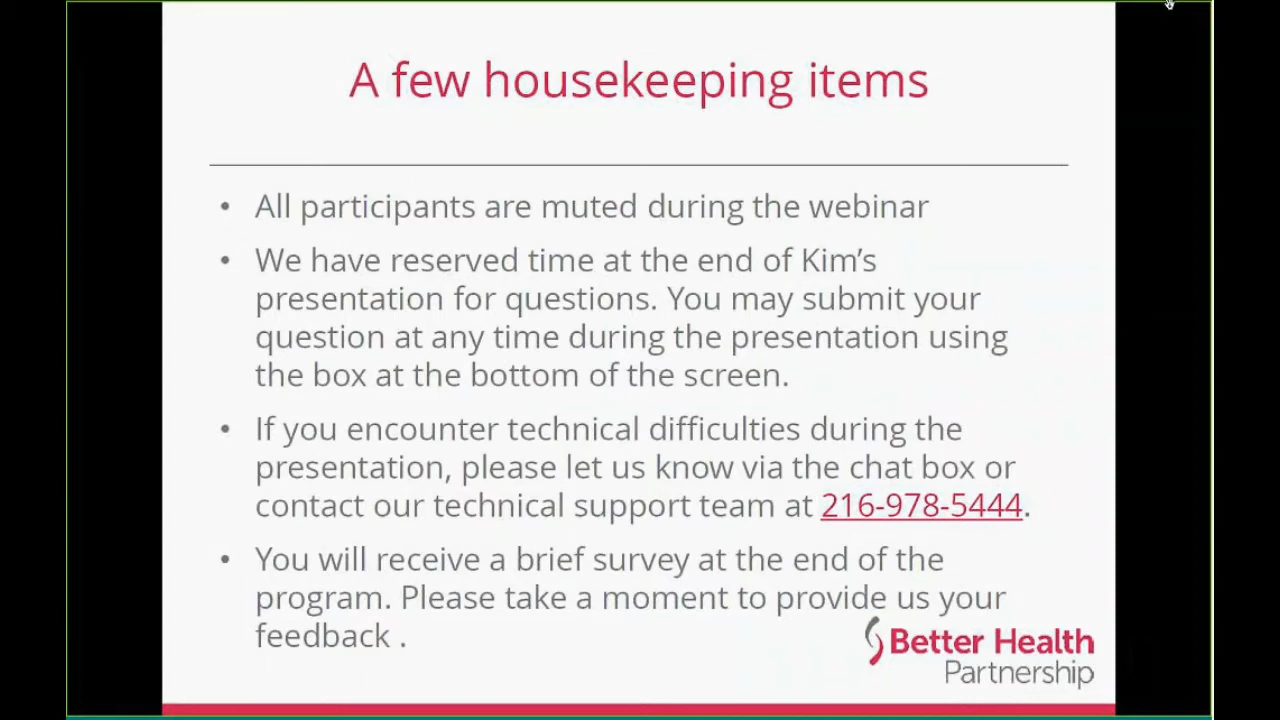 A few housekeeping items
• All participants are muted during the webinar
• We have reserved time at the end of Kim's
presentation for questions. You may submit your
question at any time during the presentation using
the box at the bottom of the screen.
• If you encounter technical difficulties during the
presentation, please let us know via the chat box or
contact our technical support team at 216-978-5444.
• You will receive a brief survey at the end of the
program. Please take a moment to provide us your
feedback .
Better Health
Partnership